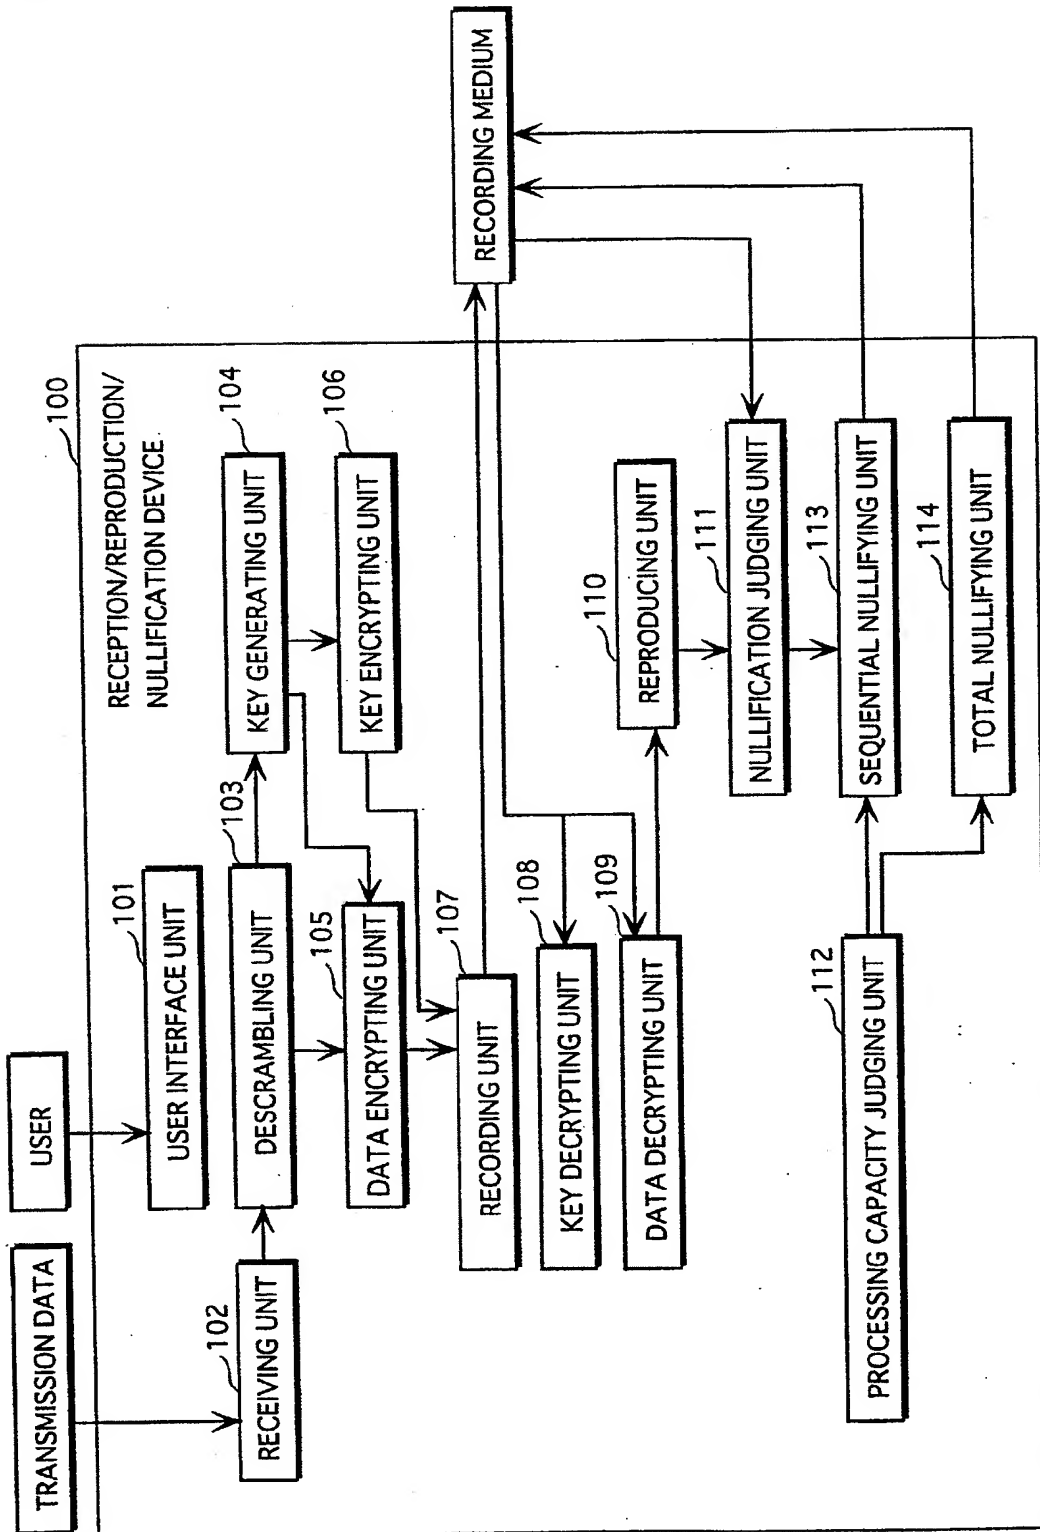 TRANSMISSION DATA
USER
100
RECEPTION/REPRODUCTION/
NULLIFICATION DEVICE
101
USER INTERFACE UNIT
102
RECEIVING UNIT
103
DESCRAMBLING UNIT
104
KEY GENERATING UNIT
105
DATA ENCRYPTING UNIT
106
KEY ENCRYPTING UNIT
107
RECORDING UNIT
RECORDING MEDIUM
108
KEY DECRYPTING UNIT
109
DATA DECRYPTING UNIT
110
REPRODUCING UNIT
111
NULLIFICATION JUDGING UNIT
112
PROCESSING CAPACITY JUDGING UNIT
113
SEQUENTIAL NULLIFYING UNIT
114
TOTAL NULLIFYING UNIT